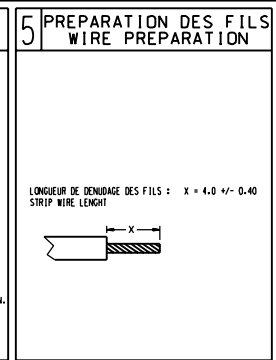 5 PREPARATION DES FILS
WIRE PREPARATION
LONGUEUR DE DENUDAGE DES FILS : X = 4.0 +/- 0.40
STRIP WIRE LENGHT
X
N.